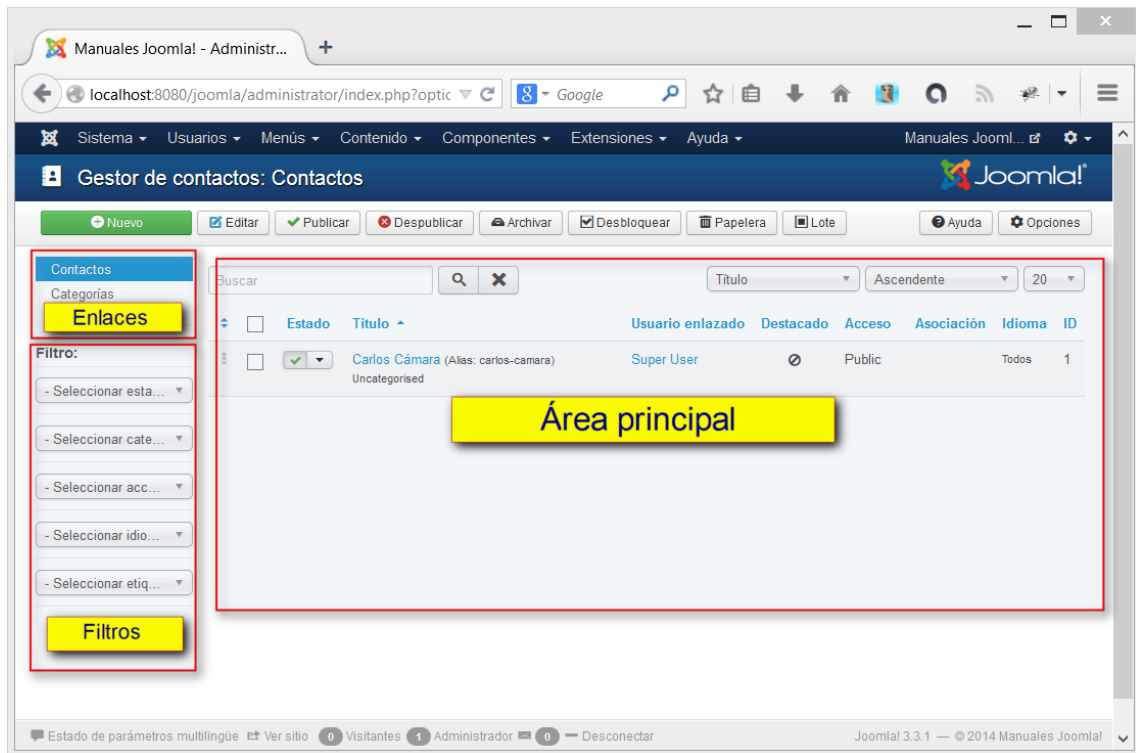 Manuales Joomla! - Administr...
localhost:8080/joomla/administrator/index.php?optic
Google
Sistema Usuarios Menús Contenido Componentes Extensiones Ayuda Manuales Jooml...
Gestor de contactos: Contactos Joomla!
Nuevo Editar Publicar Despublicar Archivar Desbloquear Papelera Lote Ayuda Opciones
Contactos
Categorías
Enlaces
Filtro:
- Seleccionar esta...
- Seleccionar cate...
- Seleccionar acc...
- Seleccionar idio...
- Seleccionar etiq...
Filtros
Buscar Título Ascendente 20
Estado Título Usuario enlazado Destacado Acceso Asociación Idioma ID
Carlos Cámara (Alias: carlos-camara) Super User Public Todos 1
Uncategorised
Área principal
Estado de parámetros multilingüe Ver sitio 0 Visitantes 1 Administrador 0 Desconectar Joomla! 3.3.1 — © 2014 Manuales Joomla!